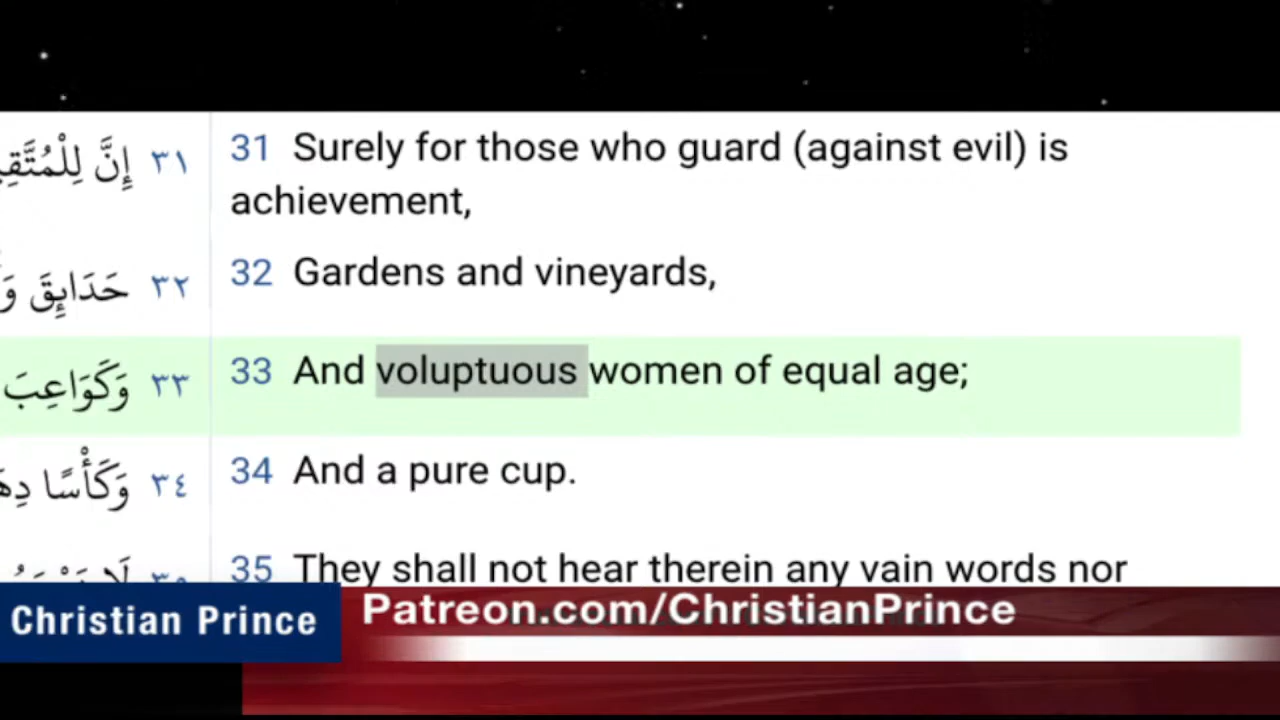 ٣١ إِنَّ
31 Surely for those who guard (against evil) is
achievement,
٣٢ حَدَائِقَ
32 Gardens and vineyards,
٣٣ وَكَوَاعِبَ
33 And voluptuous women of equal age;
٣٤ وَكَأْسًا
34 And a pure cup.
35 They shall not hear therein any vain words nor
Christian Prince
Patreon.com/ChristianPrince